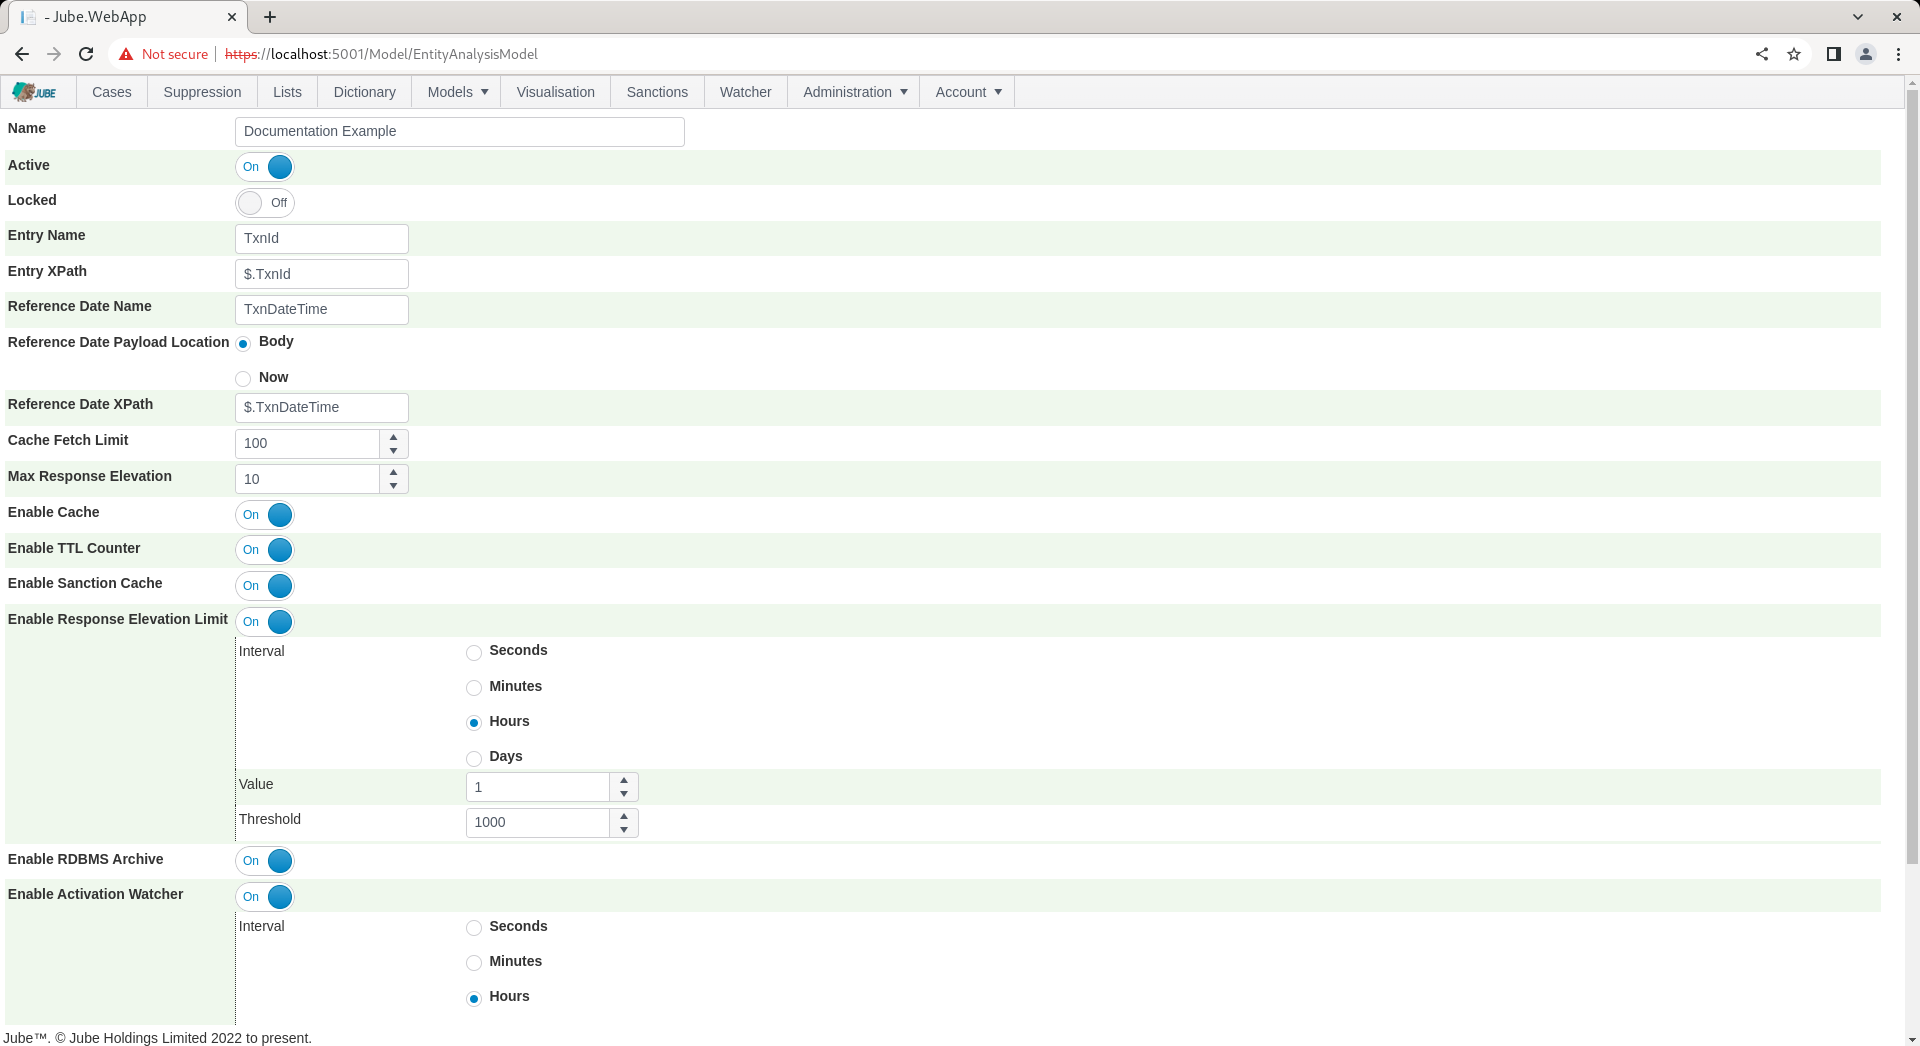 - Jube.WebApp
Not secure https://localhost:5001/Model/EntityAnalysisModel
JUBE Cases Suppression Lists Dictionary Models Visualisation Sanctions Watcher Administration Account
Name Documentation Example
Active On
Locked Off
Entry Name TxnId
Entry XPath $.TxnId
Reference Date Name TxnDateTime
Reference Date Payload Location Body
Now
Reference Date XPath $.TxnDateTime
Cache Fetch Limit 100
Max Response Elevation 10
Enable Cache On
Enable TTL Counter On
Enable Sanction Cache On
Enable Response Elevation Limit On
Interval Seconds
Minutes
Hours
Days
Value 1
Threshold 1000
Enable RDBMS Archive On
Enable Activation Watcher On
Interval Seconds
Minutes
Hours
Jube™. © Jube Holdings Limited 2022 to present.